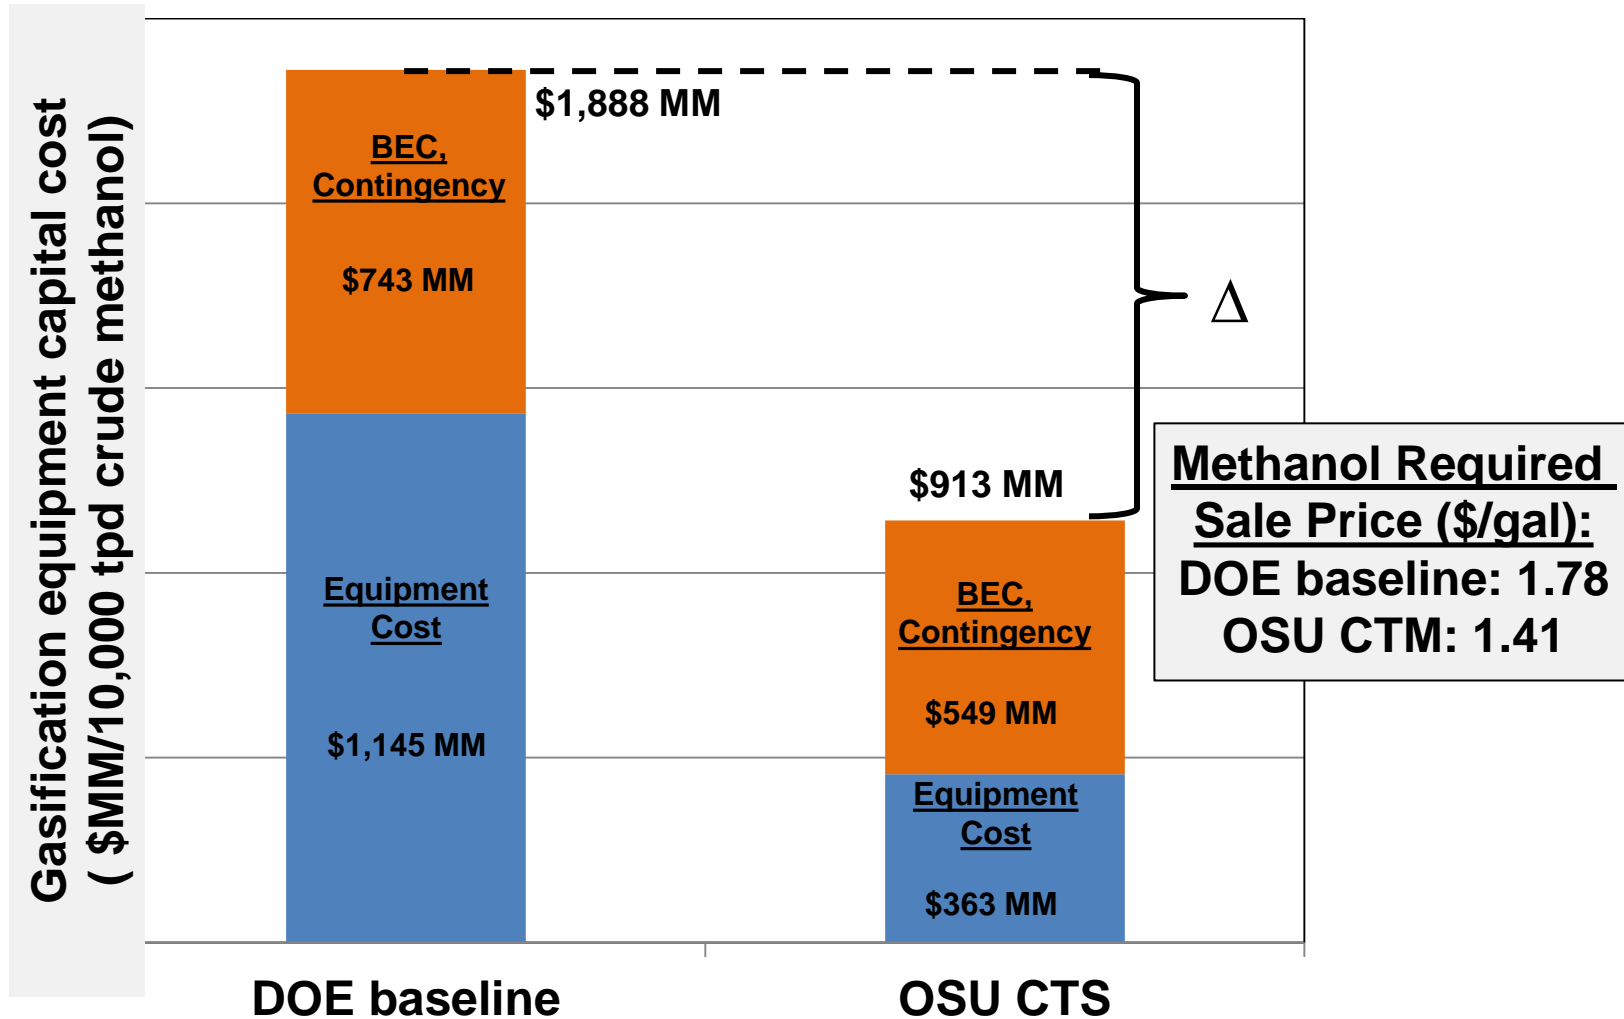 Gasification equipment capital cost
( $MM/10,000 tpd crude methanol)
$1,888 MM
BEC,
Contingency
$743 MM
Equipment
Cost
$1,145 MM
Δ
$913 MM
BEC,
Contingency
$549 MM
Equipment
Cost
$363 MM
Methanol Required
Sale Price ($/gal):
DOE baseline: 1.78
OSU CTM: 1.41
DOE baseline
OSU CTS